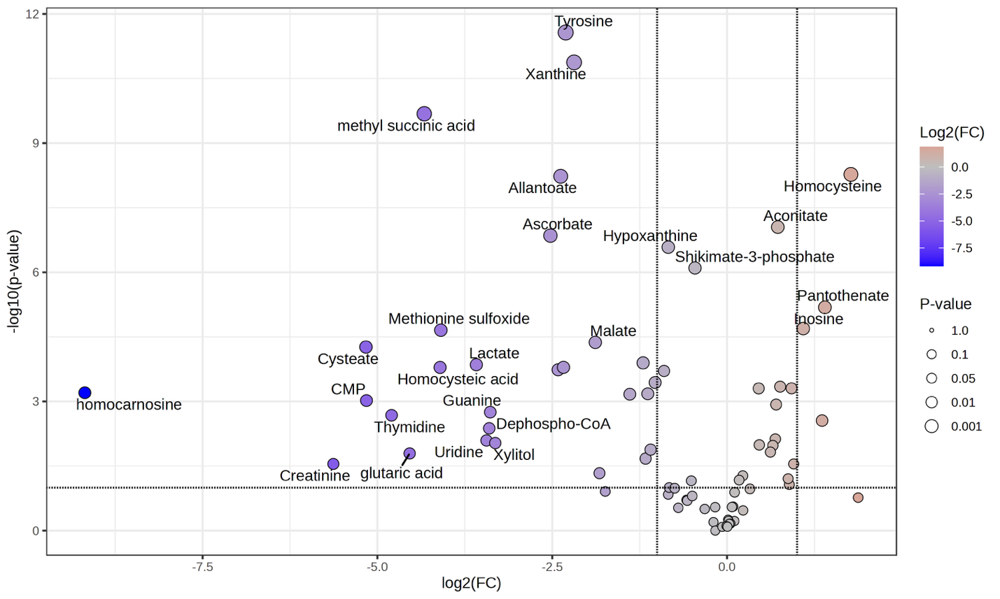 12
Tyrosine
Xanthine
methyl succinic acid
9
Allantoate
Homocysteine
Aconitate
Ascorbate
Hypoxanthine
Shikimate-3-phosphate
6
Pantothenate
Inosine
Methionine sulfoxide
Malate
Cysteate
Lactate
Homocysteic acid
CMP
3
homocarnosine
Guanine
Thymidine
Dephospho-CoA
Uridine
Xylitol
Creatinine
glutaric acid
0
-7.5
-5.0
-2.5
0.0
log2(FC)
-log10(p-value)
Log2(FC)
0.0
-2.5
-5.0
-7.5
P-value
1.0
0.1
0.05
0.01
0.001